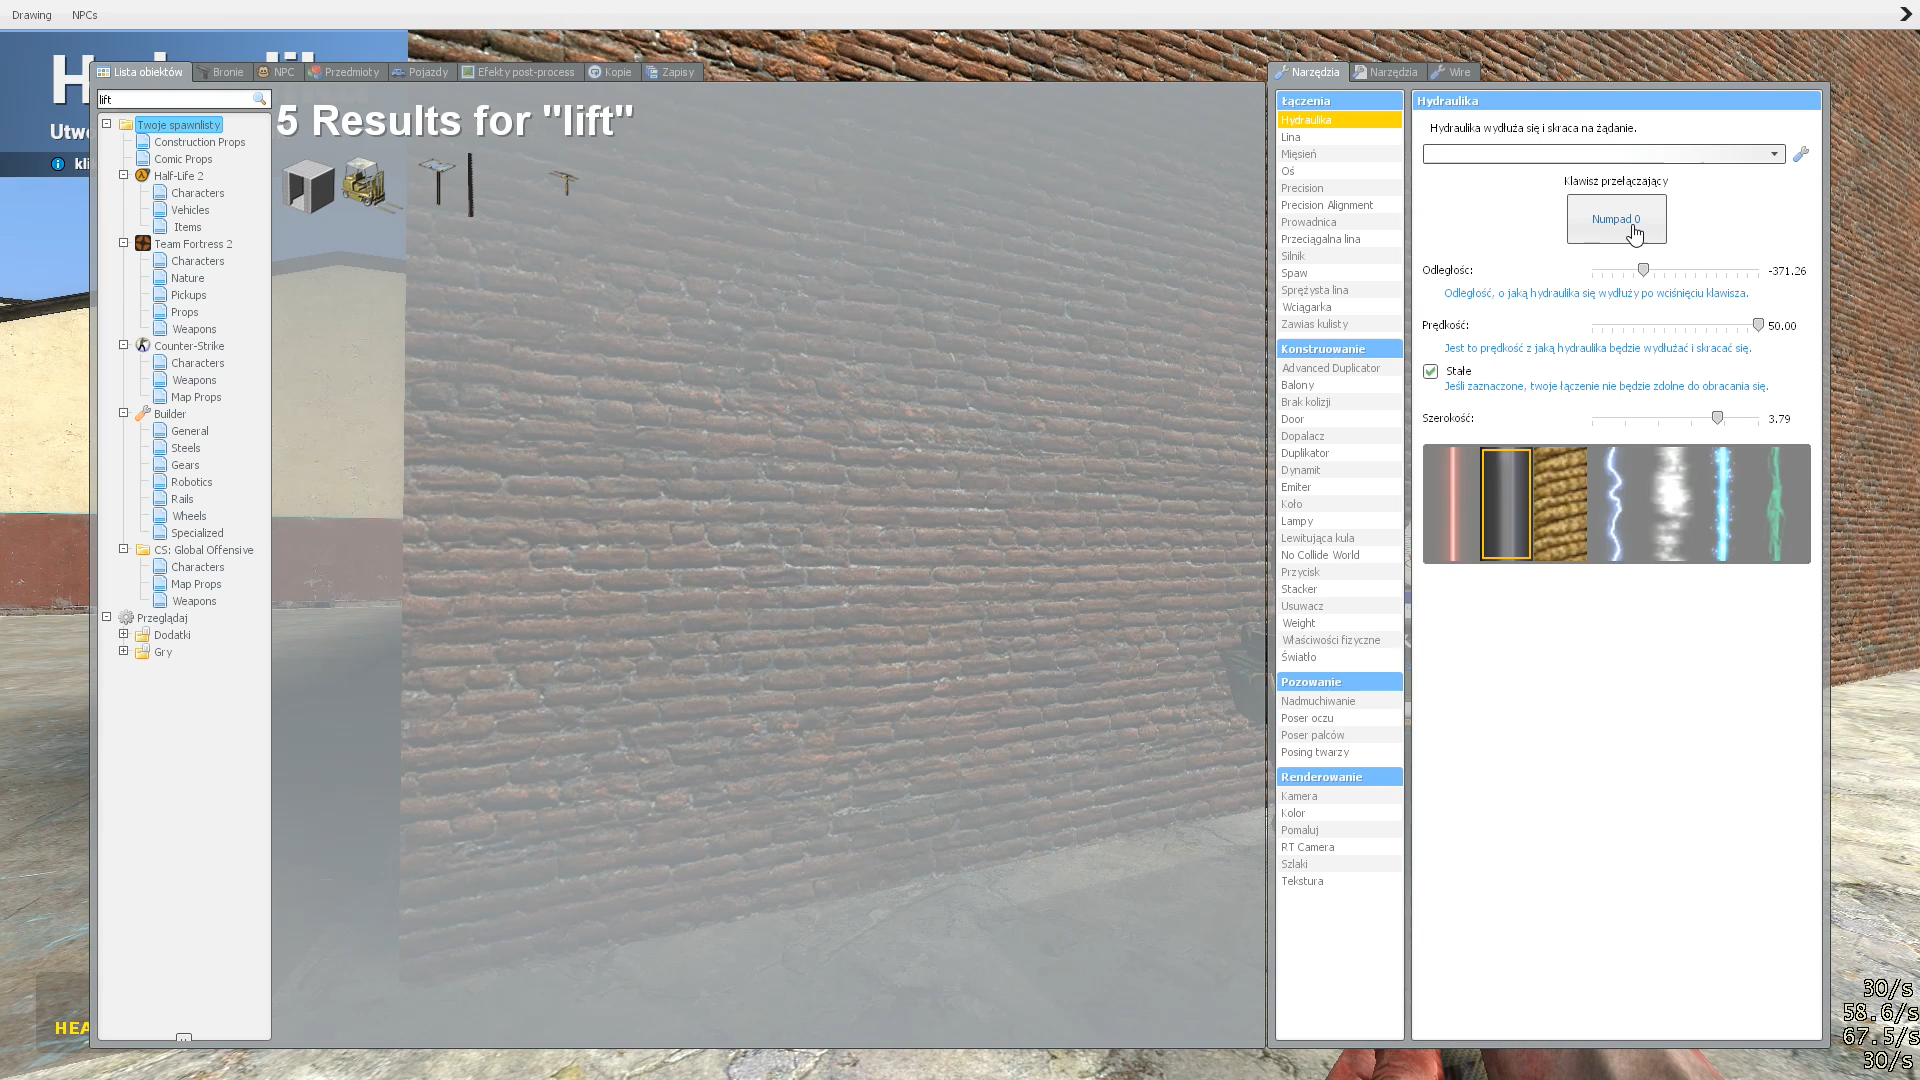 Drawing NPCs
Lista obiektów Bronie NPC Przedmioty Pojazdy Efekty post-process Kopie Zapisy
Utwo
kli
HEA
lift
5 Results for "lift"
Twoje spawnlisty
Construction Props
Comic Props
Half-Life 2
Characters
Vehicles
Items
Team Fortress 2
Characters
Nature
Pickups
Props
Weapons
Counter-Strike
Characters
Weapons
Map Props
Builder
General
Steels
Gears
Robotics
Rails
Wheels
Specialized
CS: Global Offensive
Characters
Map Props
Weapons
Przeglądaj
Dodatki
Gry
Narzędzia Narzędzia Wire
Łączenia
Hydraulika
Lina
Mięsień
Oś
Precision
Precision Alignment
Prowadnica
Przeciągalna lina
Silnik
Spaw
Sprężysta lina
Wciągarka
Zawias kulisty
Konstruowanie
Advanced Duplicator
Balony
Brak kolizji
Door
Dopalacz
Duplikator
Dynamit
Emiter
Koło
Lampy
Lewitująca kula
No Collide World
Przycisk
Stacker
Usuwacz
Weight
Właściwości fizyczne
Światło
Pozowanie
Nadmuchiwanie
Poser oczu
Poser palców
Posing twarzy
Renderowanie
Kamera
Kolor
Pomaluj
RT Camera
Szlaki
Tekstura
Hydraulika
Hydraulika wydłuża się i skraca na żądanie.
Klawisz przełączający
Numpad 0
Odległość: -371.26
Odległość, o jaką hydraulika się wydłuży po wciśnięciu klawisza.
Prędkość: 50.00
Jest to prędkość z jaką hydraulika będzie wydłużać i skracać się.
Stałe
Jeśli zaznaczone, twoje łączenie nie będzie zdolne do obracania się.
Szerokość: 3.79
30/s
58.6/s
67.5/s
30/s